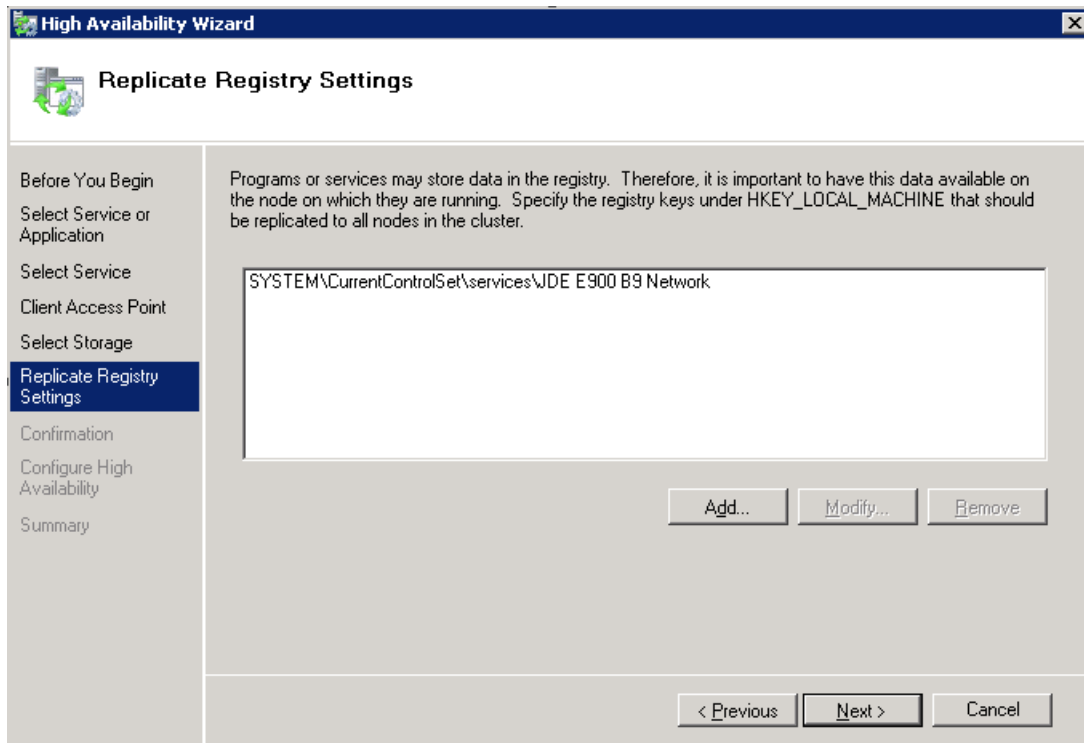 High Availability Wizard
Replicate Registry Settings
Before You Begin
Select Service or
Application
Select Service
Client Access Point
Select Storage
Replicate Registry
Settings
Confirmation
Configure High
Availability
Summary
Programs or services may store data in the registry. Therefore, it is important to have this data available on
the node on which they are running. Specify the registry keys under HKEY_LOCAL_MACHINE that should
be replicated to all nodes in the cluster.
SYSTEM\CurrentControlSet\services\JDE E900 B9 Network
Add...
Modify...
Remove
< Previous
Next >
Cancel